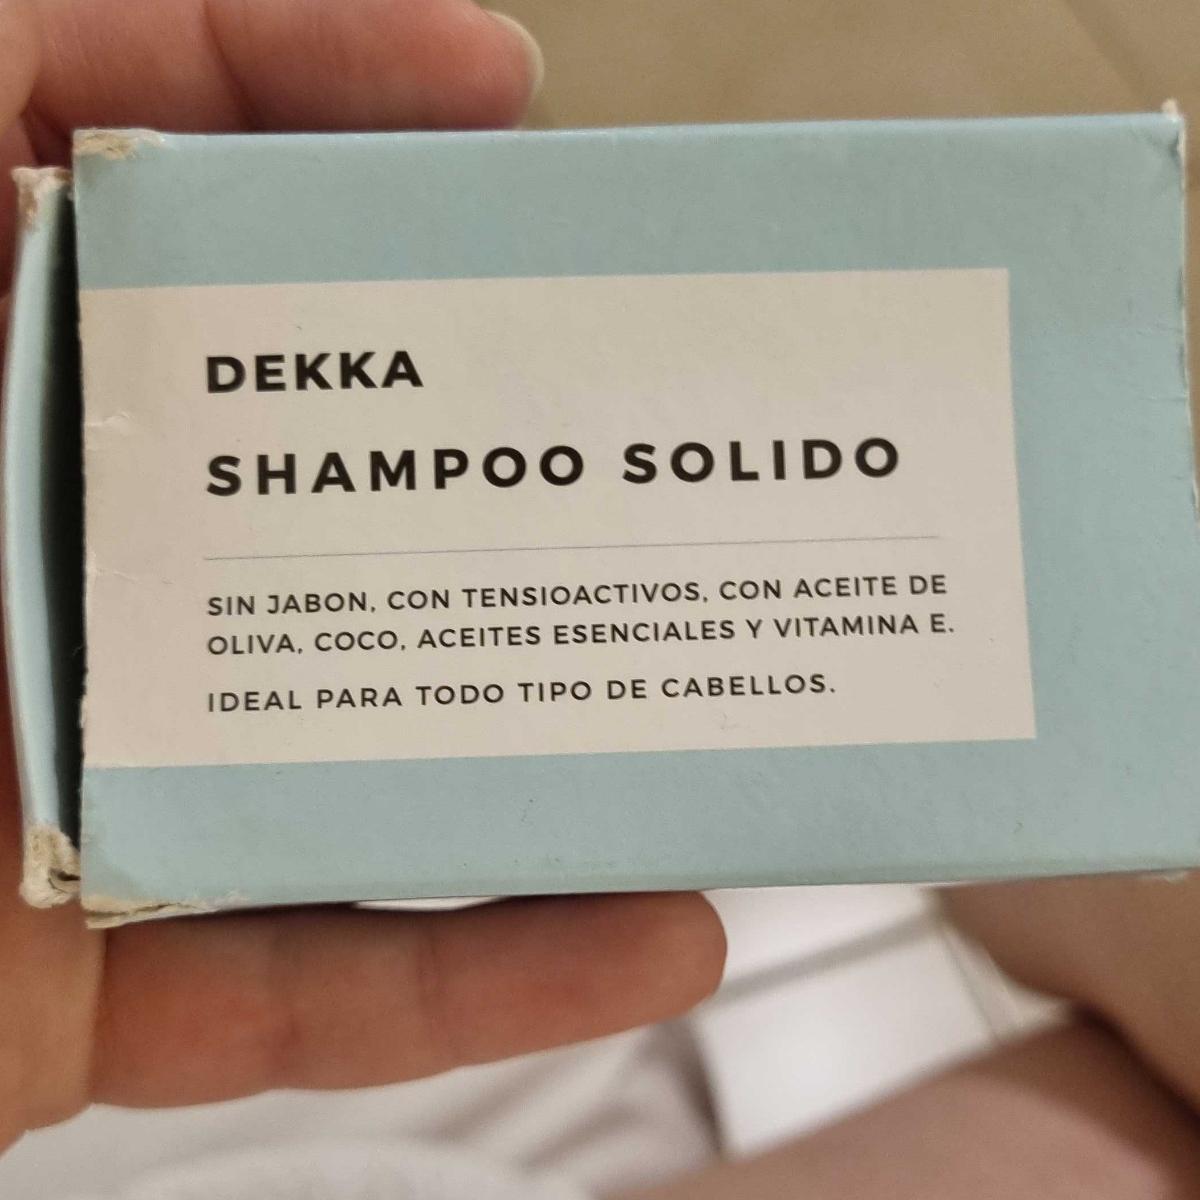 DEKKA
SHAMPOO SOLIDO
SIN JABON, CON TENSIOACTIVOS, CON ACEITE DE
OLIVA, COCO, ACEITES ESENCIALES Y VITAMINA E.
IDEAL PARA TODO TIPO DE CABELLOS.